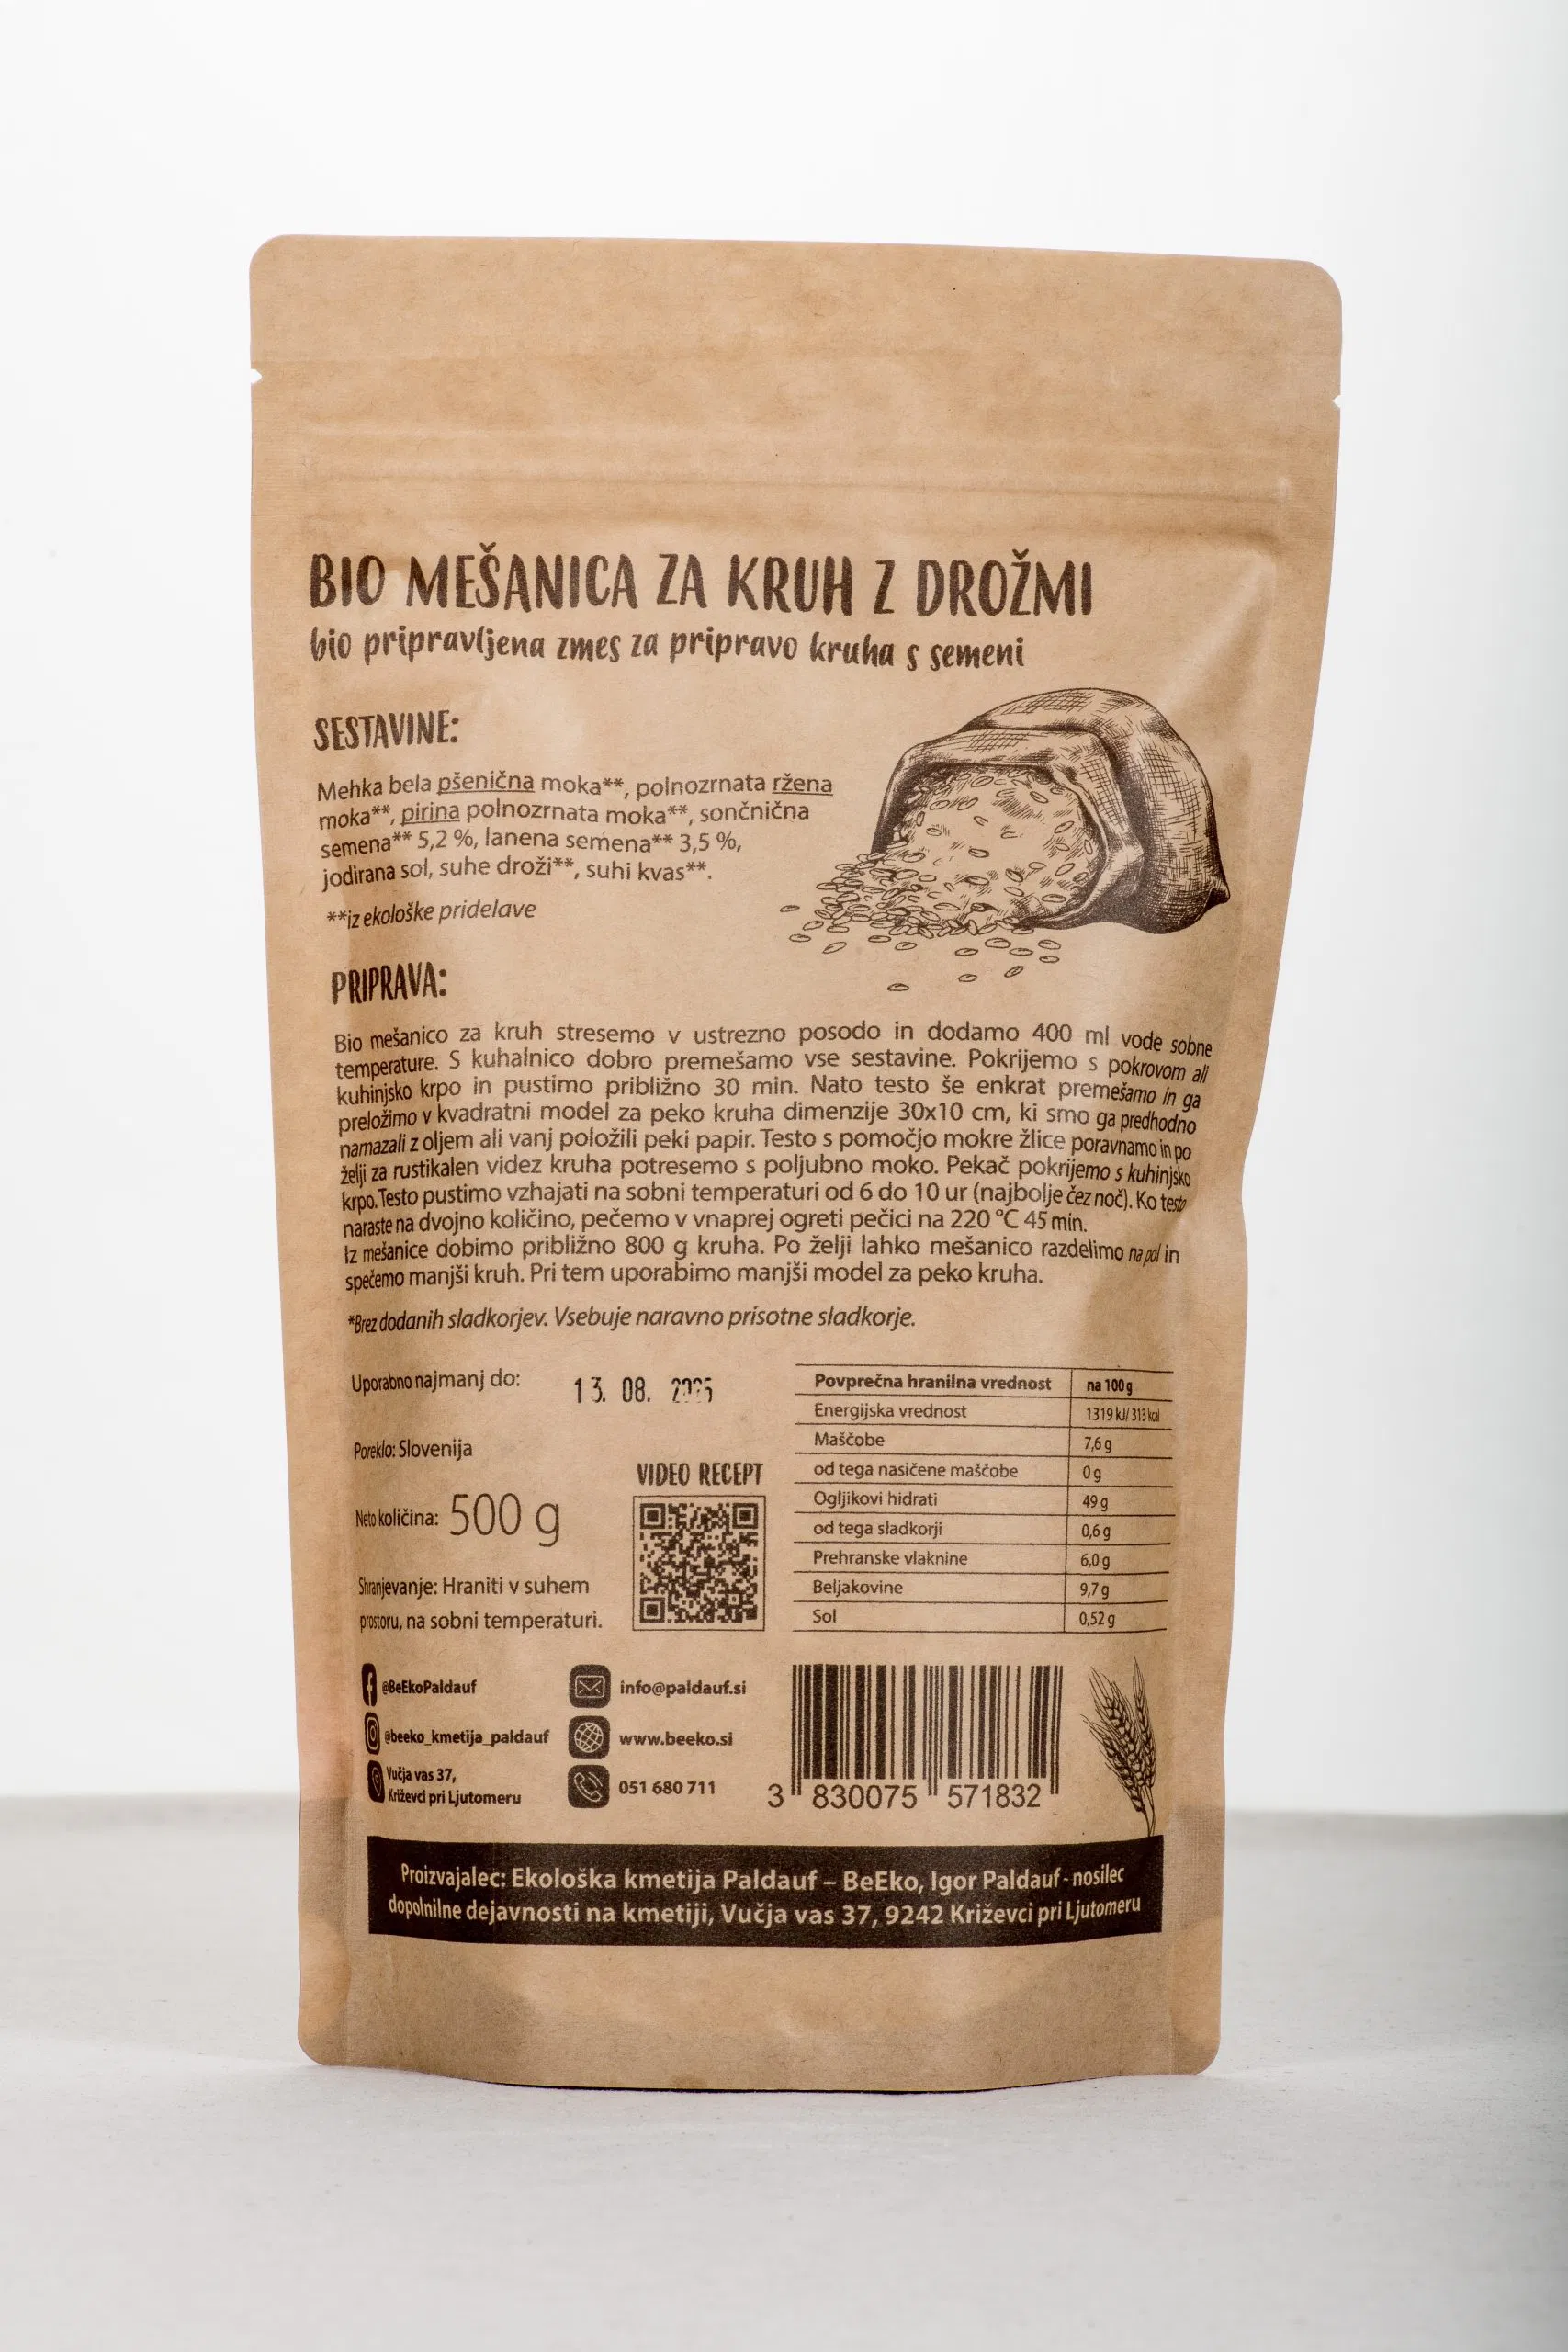 BIO MEŠANICA ZA KRUH Z DROŽMI
bio pripravljena zmes za pripravo kruha s semeni
SESTAVINE:
Mehka bela pšenična moka**, polnozrnata ržena
moka**, pirina polnozrnata moka**, sončnična
semena** 5,2 %, lanena semena** 3,5 %,
jodirana sol, suhe droži**, suhi kvas**.
**iz ekološke pridelave
PRIPRAVA:
Bio mešanico za kruh stresemo v ustrezno posodo in dodamo 400 ml vode sobne
temperature. S kuhalnico dobro premešamo vse sestavine. Pokrijemo s pokrovom ali
kuhinjsko krpo in pustimo približno 30 min. Nato testo še enkrat premešamo in ga
preložimo v kvadratni model za peko kruha dimenzije 30x10 cm, ki smo ga predhodno
namazali z oljem ali vanj položili peki papir. Testo s pomočjo mokre žlice poravnamo in po
želji za rustikalen videz kruha potresemo s poljubno moko. Pekač pokrijemo s kuhinjsko
krpo. Testo pustimo vzhajati na sobni temperaturi od 6 do 10 ur (najbolje čez noč). Ko testo
naraste na dvojno količino, pečemo v vnaprej ogreti pečici na 220 °C 45 min.
Iz mešanice dobimo približno 800 g kruha. Po želji lahko mešanico razdelimo na pol in
spečemo manjši kruh. Pri tem uporabimo manjši model za peko kruha.
*Brez dodanih sladkorjev. Vsebuje naravno prisotne sladkorje.
Uporabno najmanj do: 13. 08.
Poreklo: Slovenija
Neto količina: 500 g
Shranjevanje: Hraniti v suhem
prostoru, na sobni temperaturi.
VIDEO RECEPT
Povprečna hranilna vrednost na 100 g
Energijska vrednost 1319 kJ/ 313 kcal
Maščobe 7,6 g
od tega nasičene maščobe 0 g
Ogljikovi hidrati 49 g
od tega sladkorji 0,6 g
Prehranske vlaknine 6,0 g
Beljakovine 9,7 g
Sol 0,52 g
@BeEkoPaldauf
@beeko_kmetija_paldauf
Vučja vas 37,
Križevci pri Ljutomeru
info@paldauf.si
www.beeko.si
051 680 711
3 830075 571832
Proizvajalec: Ekološka kmetija Paldauf – BeEko, Igor Paldauf - nosilec
dopolnilne dejavnosti na kmetiji, Vučja vas 37, 9242 Križevci pri Ljutomeru